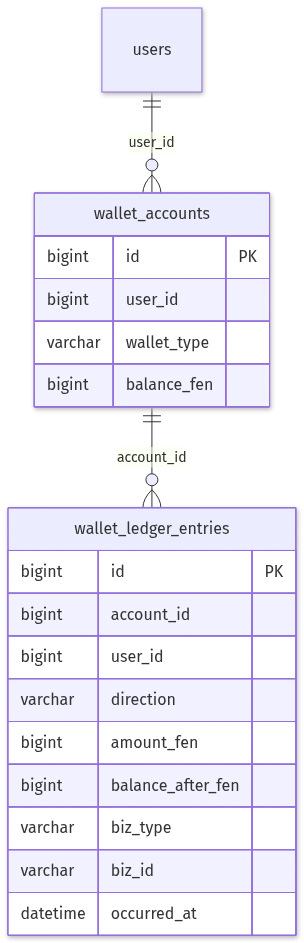 users
user_id
wallet_accounts
bigint id PK
bigint user_id
varchar wallet_type
bigint balance_fen
account_id
wallet_ledger_entries
bigint id PK
bigint account_id
bigint user_id
varchar direction
bigint amount_fen
bigint balance_after_fen
varchar biz_type
varchar biz_id
datetime occurred_at